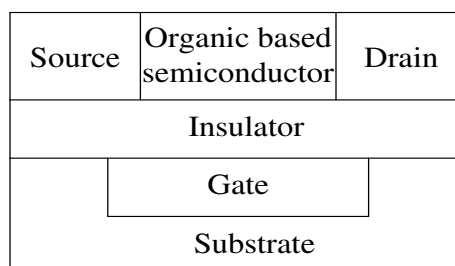 Source
Organic based
semiconductor
Drain
Insulator
Gate
Substrate